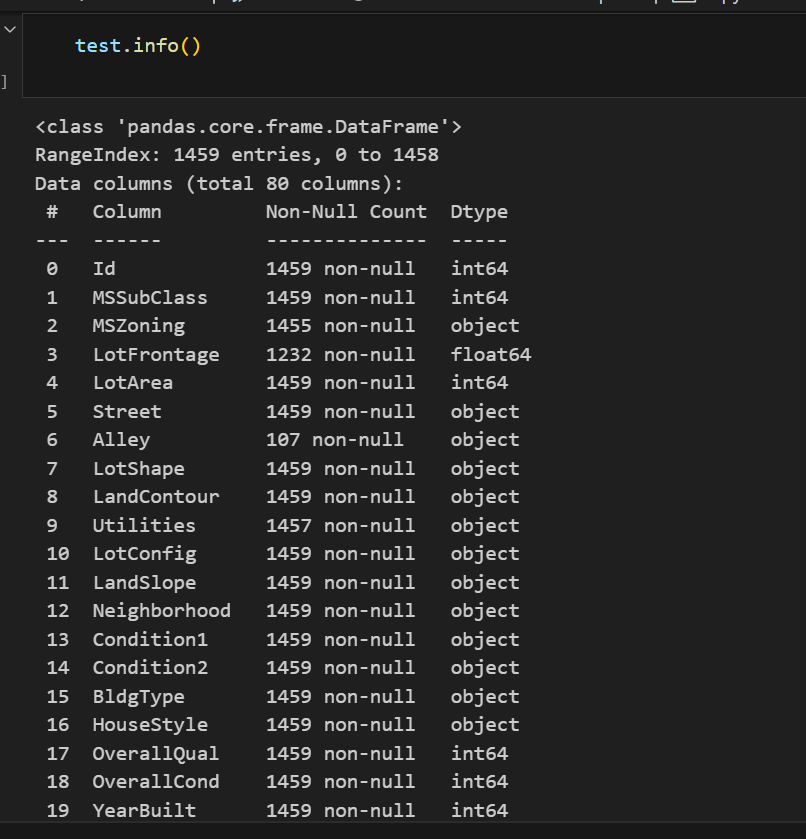 test.info()
]
<class 'pandas.core.frame.DataFrame'>
RangeIndex: 1459 entries, 0 to 1458
Data columns (total 80 columns):
 #   Column         Non-Null Count  Dtype
---  ------         --------------  -----
 0   Id             1459 non-null   int64
 1   MSSubClass     1459 non-null   int64
 2   MSZoning       1455 non-null   object
 3   LotFrontage    1232 non-null   float64
 4   LotArea        1459 non-null   int64
 5   Street         1459 non-null   object
 6   Alley          107 non-null    object
 7   LotShape       1459 non-null   object
 8   LandContour    1459 non-null   object
 9   Utilities      1457 non-null   object
 10  LotConfig      1459 non-null   object
 11  LandSlope      1459 non-null   object
 12  Neighborhood   1459 non-null   object
 13  Condition1     1459 non-null   object
 14  Condition2     1459 non-null   object
 15  BldgType       1459 non-null   object
 16  HouseStyle     1459 non-null   object
 17  OverallQual    1459 non-null   int64
 18  OverallCond    1459 non-null   int64
 19  YearBuilt      1459 non-null   int64